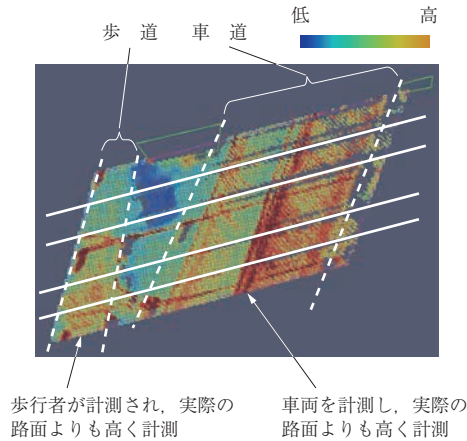 低 高
歩 道 車 道
歩行者が計測され，実際の
路面よりも高く計測
車両を計測し，実際の
路面よりも高く計測